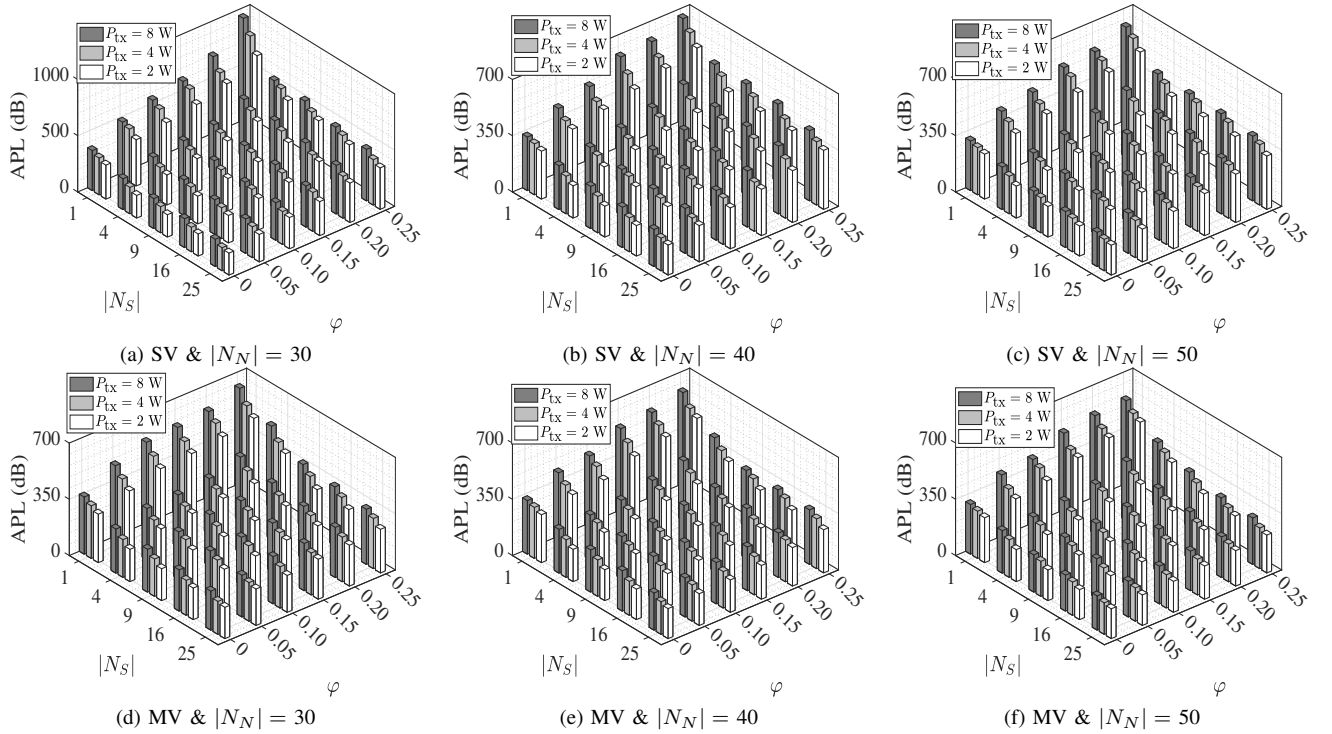 P_tx = 8 W
P_tx = 4 W
P_tx = 2 W
APL (dB)
1000
500
0
1
4
9
16
25
|N_S|
0
0.05
0.10
0.15
0.20
0.25
φ
(a) SV & |N_N| = 30
P_tx = 8 W
P_tx = 4 W
P_tx = 2 W
APL (dB)
700
350
0
1
4
9
16
25
|N_S|
0
0.05
0.10
0.15
0.20
0.25
φ
(b) SV & |N_N| = 40
P_tx = 8 W
P_tx = 4 W
P_tx = 2 W
APL (dB)
700
350
0
1
4
9
16
25
|N_S|
0
0.05
0.10
0.15
0.20
0.25
φ
(c) SV & |N_N| = 50
P_tx = 8 W
P_tx = 4 W
P_tx = 2 W
APL (dB)
700
350
0
1
4
9
16
25
|N_S|
0
0.05
0.10
0.15
0.20
0.25
φ
(d) MV & |N_N| = 30
P_tx = 8 W
P_tx = 4 W
P_tx = 2 W
APL (dB)
700
350
0
1
4
9
16
25
|N_S|
0
0.05
0.10
0.15
0.20
0.25
φ
(e) MV & |N_N| = 40
P_tx = 8 W
P_tx = 4 W
P_tx = 2 W
APL (dB)
700
350
0
1
4
9
16
25
|N_S|
0
0.05
0.10
0.15
0.20
0.25
φ
(f) MV & |N_N| = 50